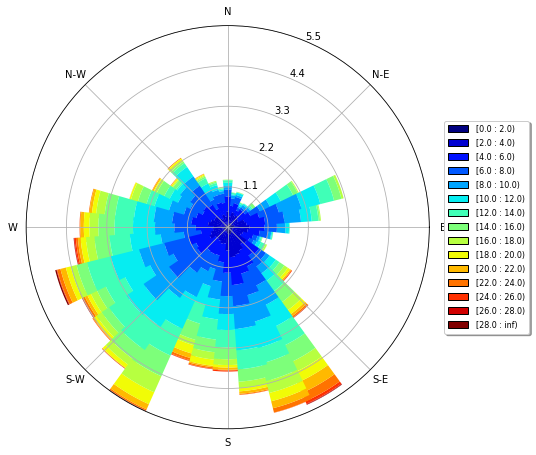 N
5.5
4.4
N-W
N-E
3.3
2.2
1.1
W
E
[0.0 : 2.0)
[2.0 : 4.0)
[4.0 : 6.0)
[6.0 : 8.0)
[8.0 : 10.0)
[10.0 : 12.0)
[12.0 : 14.0)
[14.0 : 16.0)
[16.0 : 18.0)
[18.0 : 20.0)
[20.0 : 22.0)
[22.0 : 24.0)
[24.0 : 26.0)
[26.0 : 28.0)
[28.0 : inf)
S-W
S-E
S